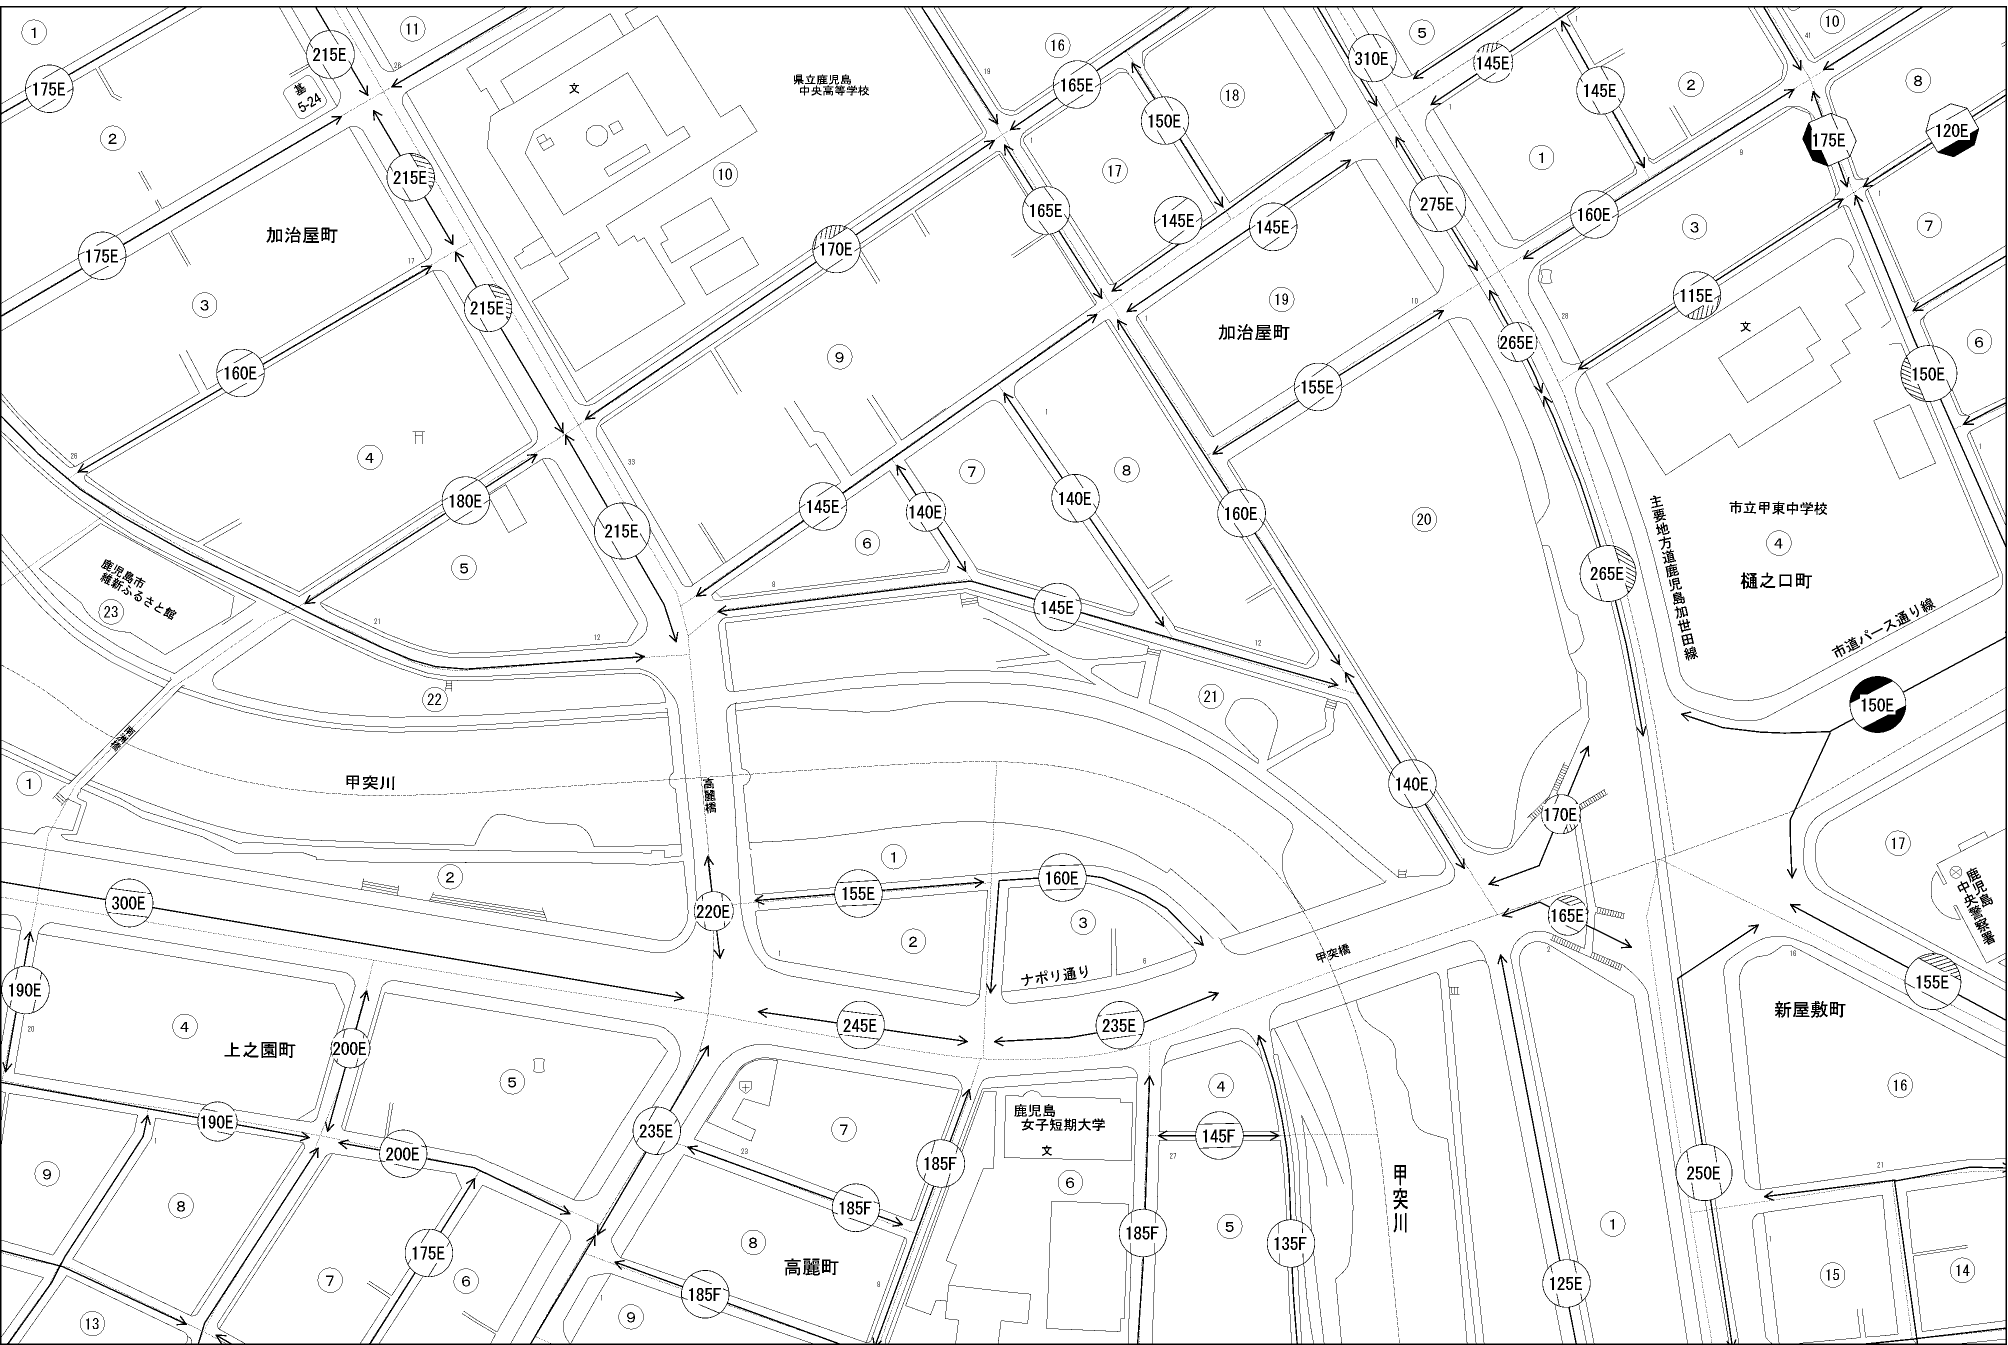 1
215E
11
310E
5
145E
10
175E
基
5-24
文
県立鹿児島
中央高等学校
16
165E
18
145E
2
8
2
150E
175E
120E
10
215E
17
1
165E
275E
160E
7
加治屋町
175E
170E
145E
145E
3
3
215E
19
加治屋町
265E
115E
文
6
160E
9
155E
150E
4
180E
7
8
145E
140E
140E
160E
20
市立甲東中学校
4
樋之口町
主要地方道鹿児島加世田線
市道パース通り線
215E
6
265E
鹿児島市
維新ふるさと館
23
5
145E
22
21
150E
1
甲突川
高麗橋
140E
170E
17
鹿児島
中央警察署
300E
2
1
155E
160E
220E
3
165E
2
甲突橋
ナポリ通り
190E
155E
245E
235E
4
上之園町
200E
新屋敷町
5
鹿児島
女子短期大学
文
4
16
190E
235E
7
145F
200E
185F
6
甲突川
250E
9
8
185F
5
1
175E
8
185F
135F
高麗町
7
6
185F
125E
15
14
13
9